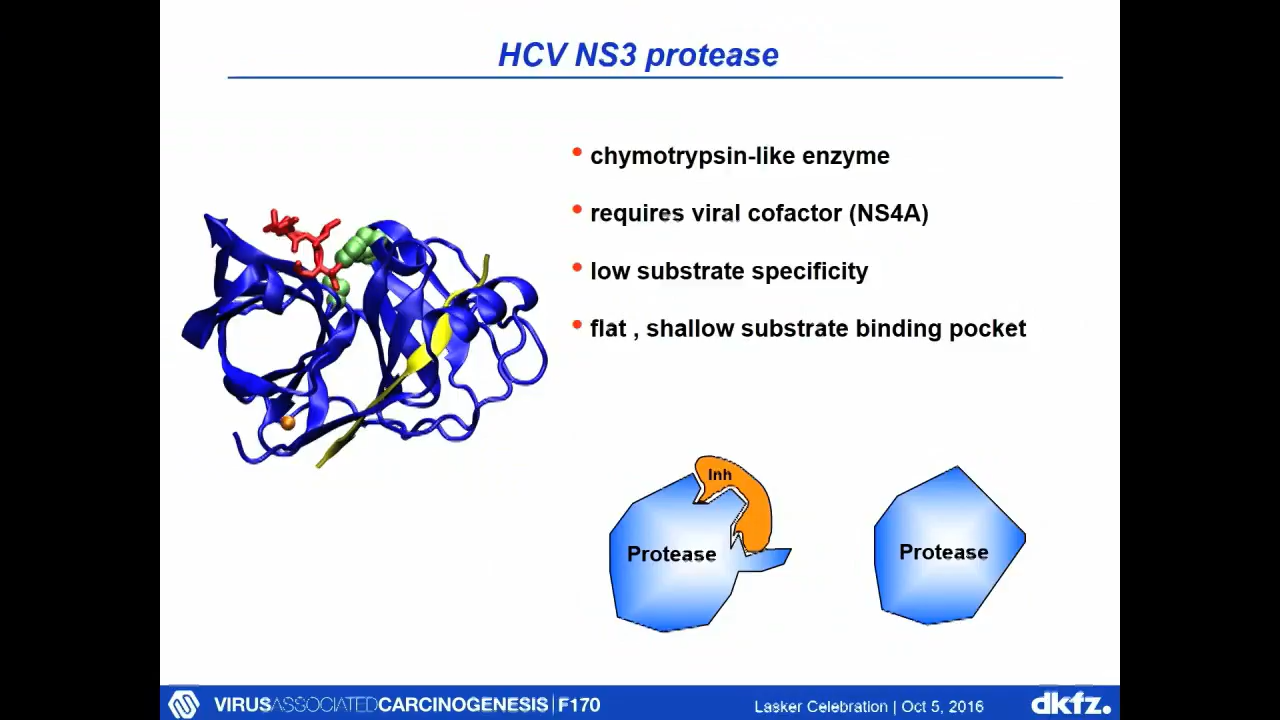 HCV NS3 protease
• chymotrypsin-like enzyme
• requires viral cofactor (NS4A)
• low substrate specificity
• flat , shallow substrate binding pocket
Inh
Protease
Protease
VIRUSASSOCIATEDCARCINOGENESIS | F170
Lasker Celebration | Oct 5, 2016
dkfz.